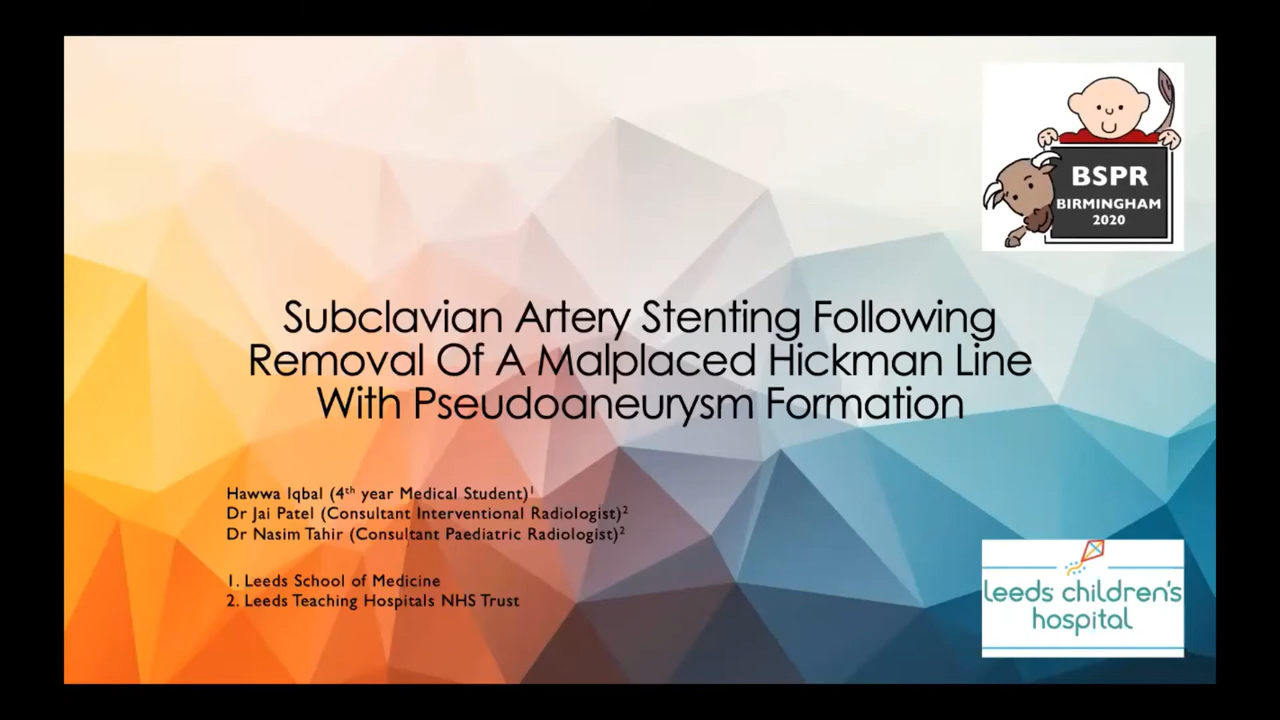 BSPR
BIRMINGHAM
2020
Subclavian Artery Stenting Following
Removal Of A Malplaced Hickman Line
With Pseudoaneurysm Formation
Hawwa Iqbal (4th year Medical Student)1
Dr Jai Patel (Consultant Interventional Radiologist)2
Dr Nasim Tahir (Consultant Paediatric Radiologist)2
1. Leeds School of Medicine
2. Leeds Teaching Hospitals NHS Trust
leeds children's
hospital